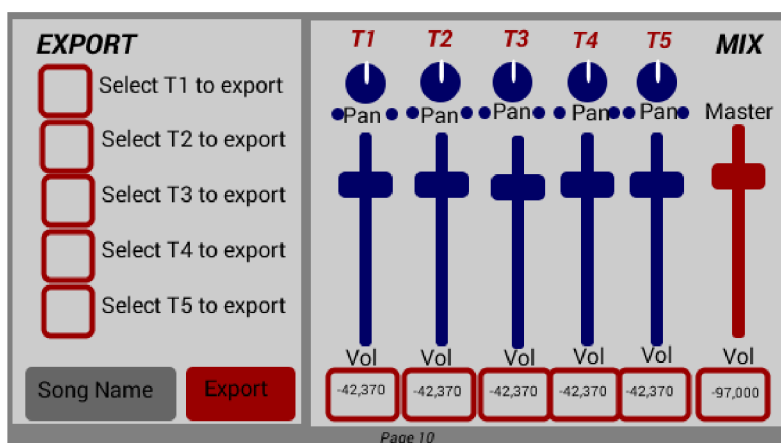 EXPORT
Select T1 to export
Select T2 to export
Select T3 to export
Select T4 to export
Select T5 to export
Song Name
Export
T1 T2 T3 T4 T5 MIX
Pan Pan Pan Pan Pan Master
Vol Vol Vol Vol Vol Vol
-42,370 -42,370 -42,370 -42,370 -42,370 -97,000
Page 10